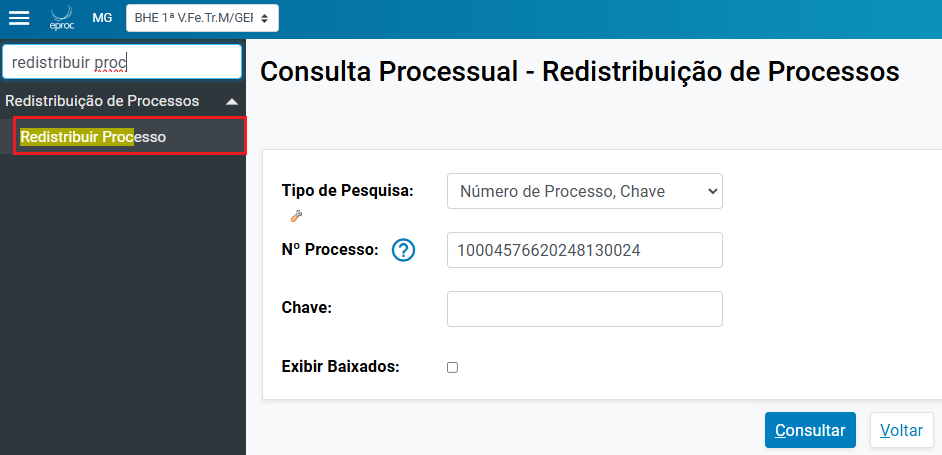 eproc
MG
BHE 1ª V.Fe.Tr.M/GEF
redistribuir proc
Redistribuição de Processos
Redistribuir Processo
Consulta Processual - Redistribuição de Processos
Tipo de Pesquisa:
Número de Processo, Chave
Nº Processo:
?
10004576620248130024
Chave:
Exibir Baixados:
Consultar
Voltar